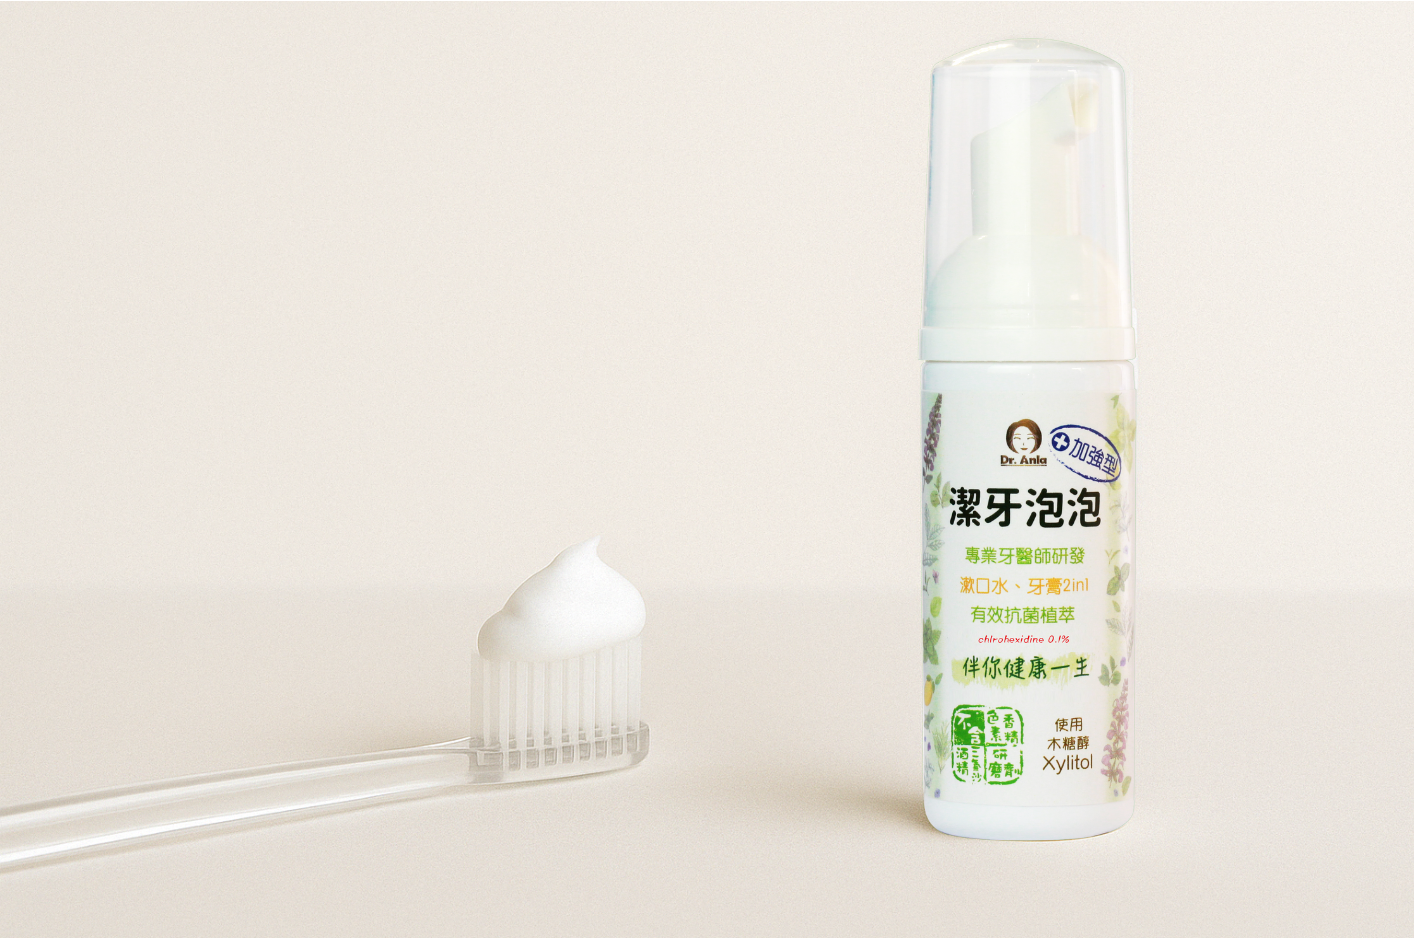 Dr. Anla
加強型
潔牙泡泡
專業牙醫師研發
漱口水、牙膏2in1
有效抗菌植萃
chlrohexidine 0.1%
伴你健康一生
不含
色素
香精
酒精
三氯沙
研磨劑
使用
木糖醇
Xylitol